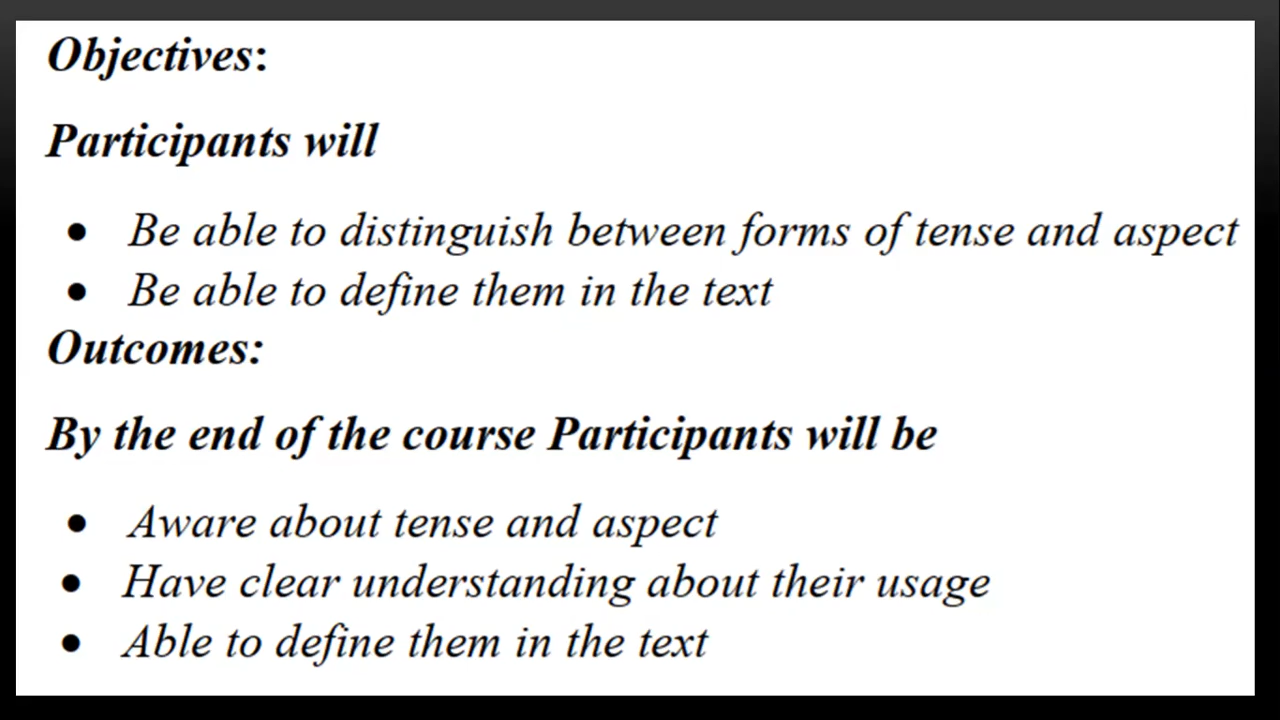 Objectives:
Participants will
• Be able to distinguish between forms of tense and aspect
• Be able to define them in the text
Outcomes:
By the end of the course Participants will be
• Aware about tense and aspect
• Have clear understanding about their usage
• Able to define them in the text